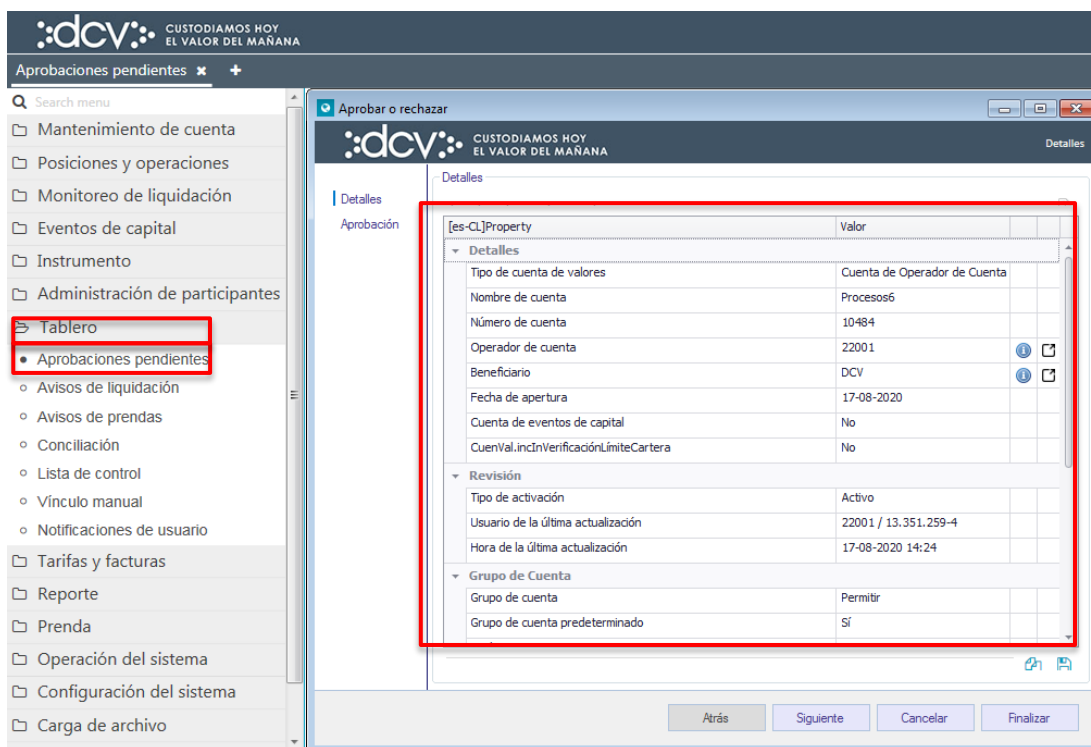 dcv CUSTODIAMOS HOY
EL VALOR DEL MAÑANA
Aprobaciones pendientes × +
Search menu
Mantenimiento de cuenta
Posiciones y operaciones
Monitoreo de liquidación
Eventos de capital
Instrumento
Administración de participantes
Tablero
Aprobaciones pendientes
Avisos de liquidación
Avisos de prendas
Conciliación
Lista de control
Vínculo manual
Notificaciones de usuario
Tarifas y facturas
Reporte
Prenda
Operación del sistema
Configuración del sistema
Carga de archivo
Aprobar o rechazar
dcv CUSTODIAMOS HOY
EL VALOR DEL MAÑANA
Detalles
Detalles
Aprobación
Detalles
[es-CL]Property Valor
Detalles
Tipo de cuenta de valores Cuenta de Operador de Cuenta
Nombre de cuenta Procesos6
Número de cuenta 10484
Operador de cuenta 22001
Beneficiario DCV
Fecha de apertura 17-08-2020
Cuenta de eventos de capital No
CuenVal.incInVerificaciónLímiteCartera No
Revisión
Tipo de activación Activo
Usuario de la última actualización 22001 / 13.351.259-4
Hora de la última actualización 17-08-2020 14:24
Grupo de Cuenta
Grupo de cuenta Permitir
Grupo de cuenta predeterminado Sí
Atrás Siguiente Cancelar Finalizar